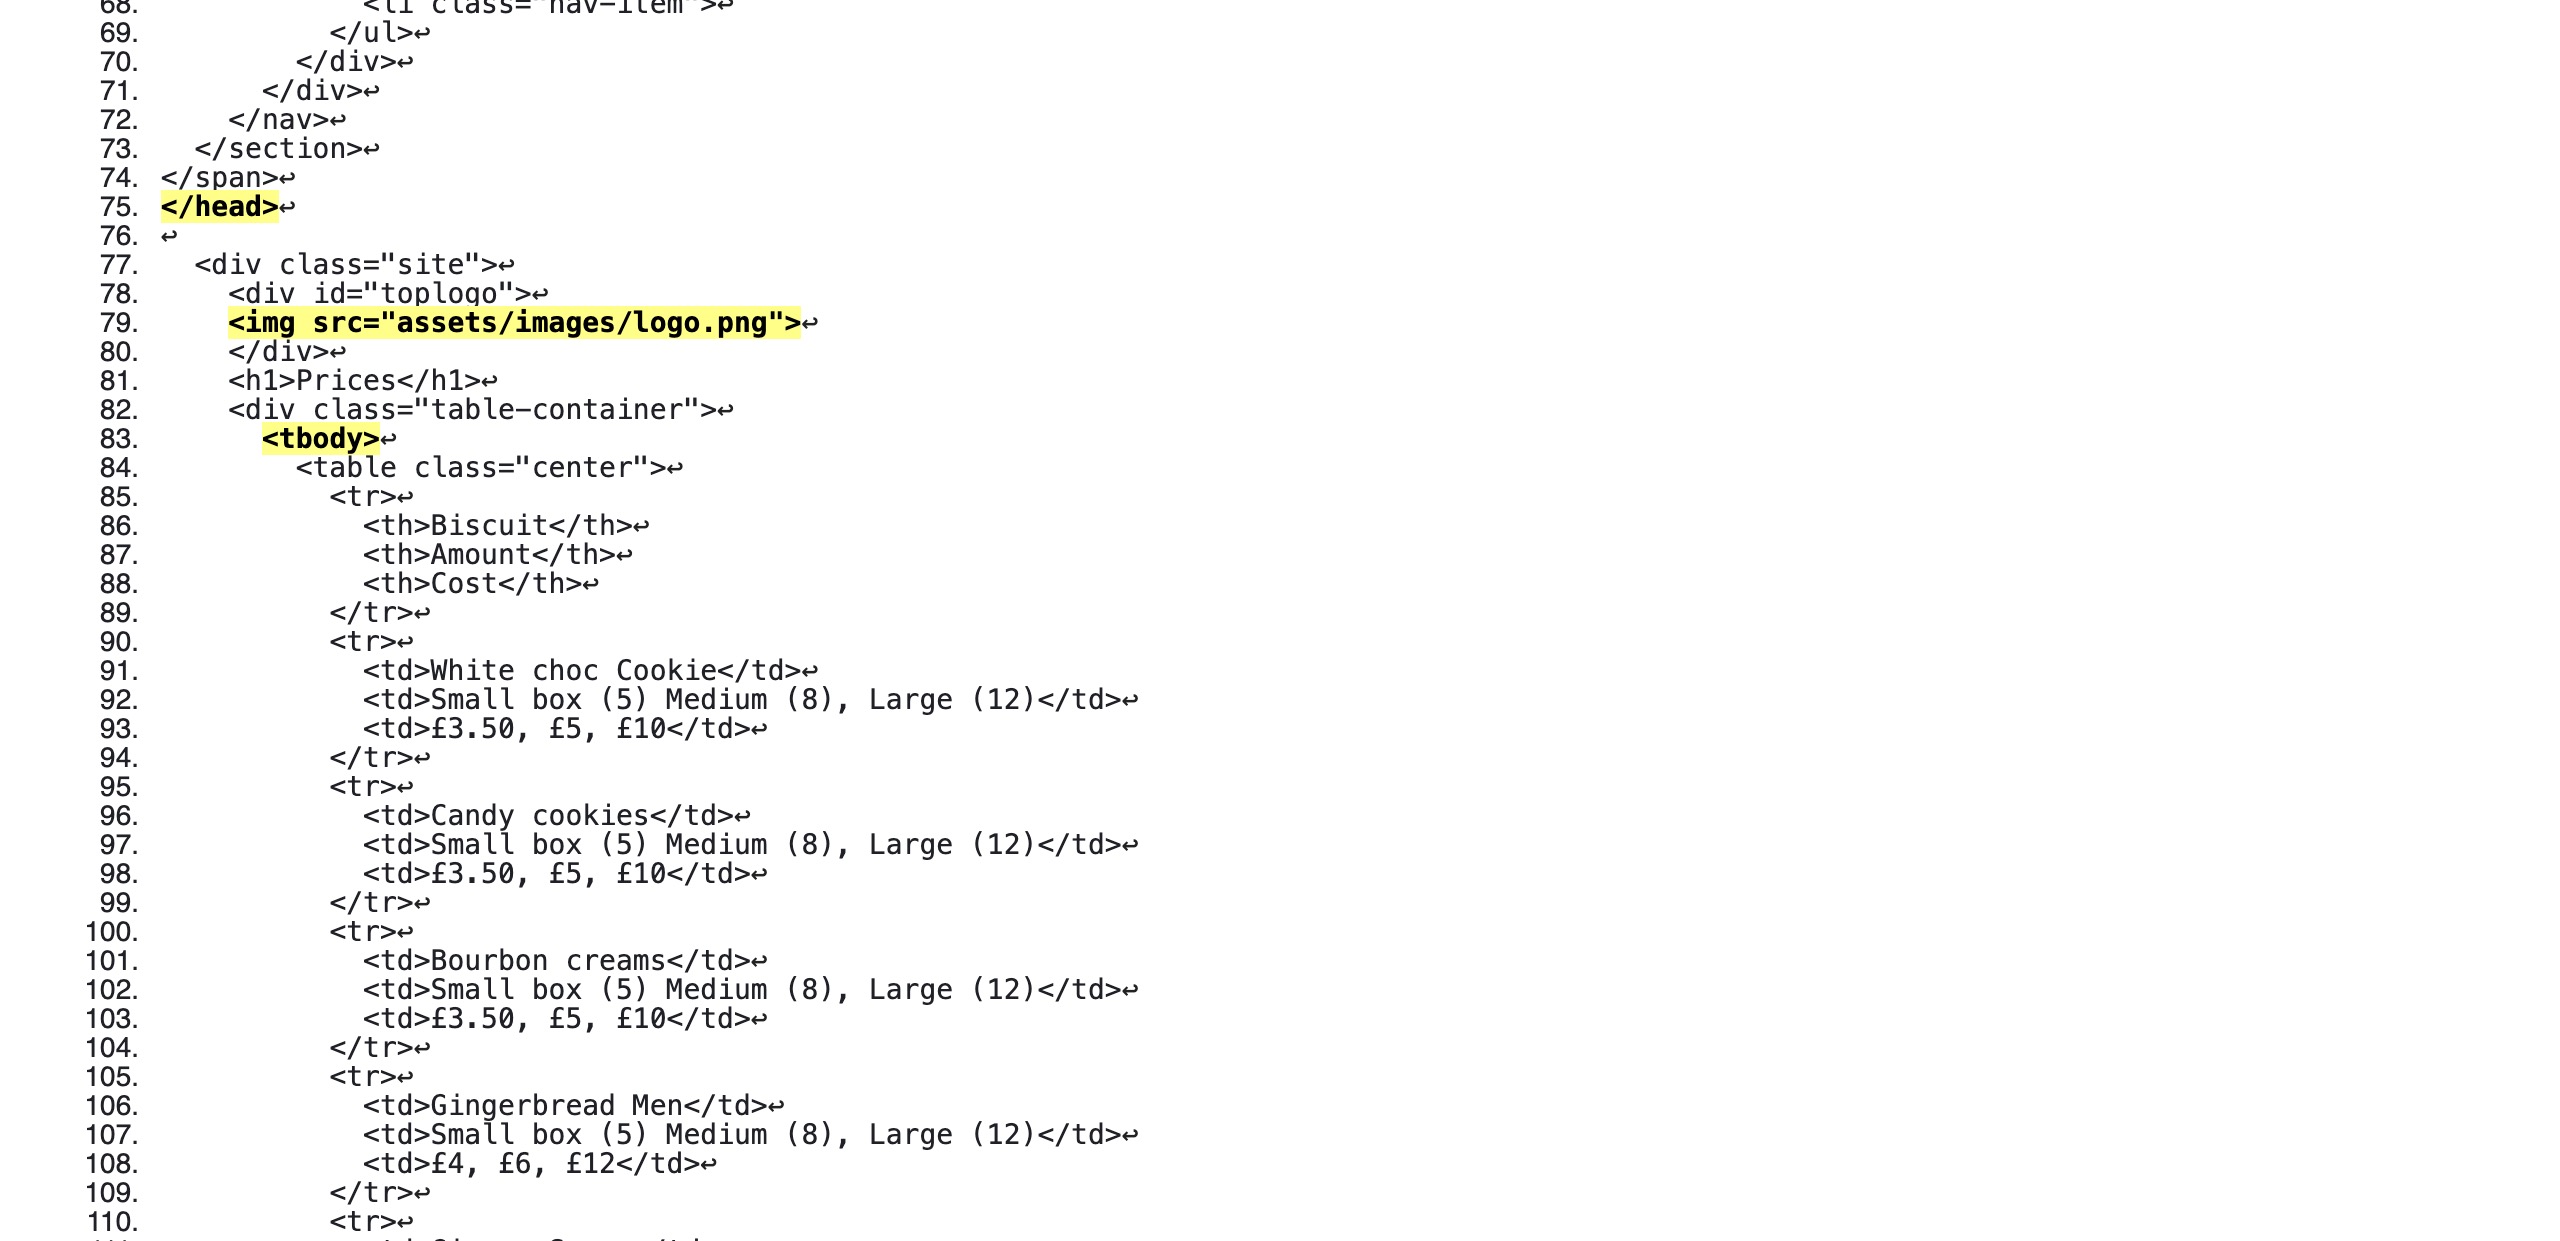 68. <li class="nav-item">↩
69. </ul>↩
70. </div>↩
71. </div>↩
72. </nav>↩
73. </section>↩
74. </span>↩
75. </head>↩
76. ↩
77. <div class="site">↩
78. <div id="toplogo">↩
79. <img src="assets/images/logo.png">↩
80. </div>↩
81. <h1>Prices</h1>↩
82. <div class="table-container">↩
83. <tbody>↩
84. <table class="center">↩
85. <tr>↩
86. <th>Biscuit</th>↩
87. <th>Amount</th>↩
88. <th>Cost</th>↩
89. </tr>↩
90. <tr>↩
91. <td>White choc Cookie</td>↩
92. <td>Small box (5) Medium (8), Large (12)</td>↩
93. <td>£3.50, £5, £10</td>↩
94. </tr>↩
95. <tr>↩
96. <td>Candy cookies</td>↩
97. <td>Small box (5) Medium (8), Large (12)</td>↩
98. <td>£3.50, £5, £10</td>↩
99. </tr>↩
100. <tr>↩
101. <td>Bourbon creams</td>↩
102. <td>Small box (5) Medium (8), Large (12)</td>↩
103. <td>£3.50, £5, £10</td>↩
104. </tr>↩
105. <tr>↩
106. <td>Gingerbread Men</td>↩
107. <td>Small box (5) Medium (8), Large (12)</td>↩
108. <td>£4, £6, £12</td>↩
109. </tr>↩
110. <tr>↩